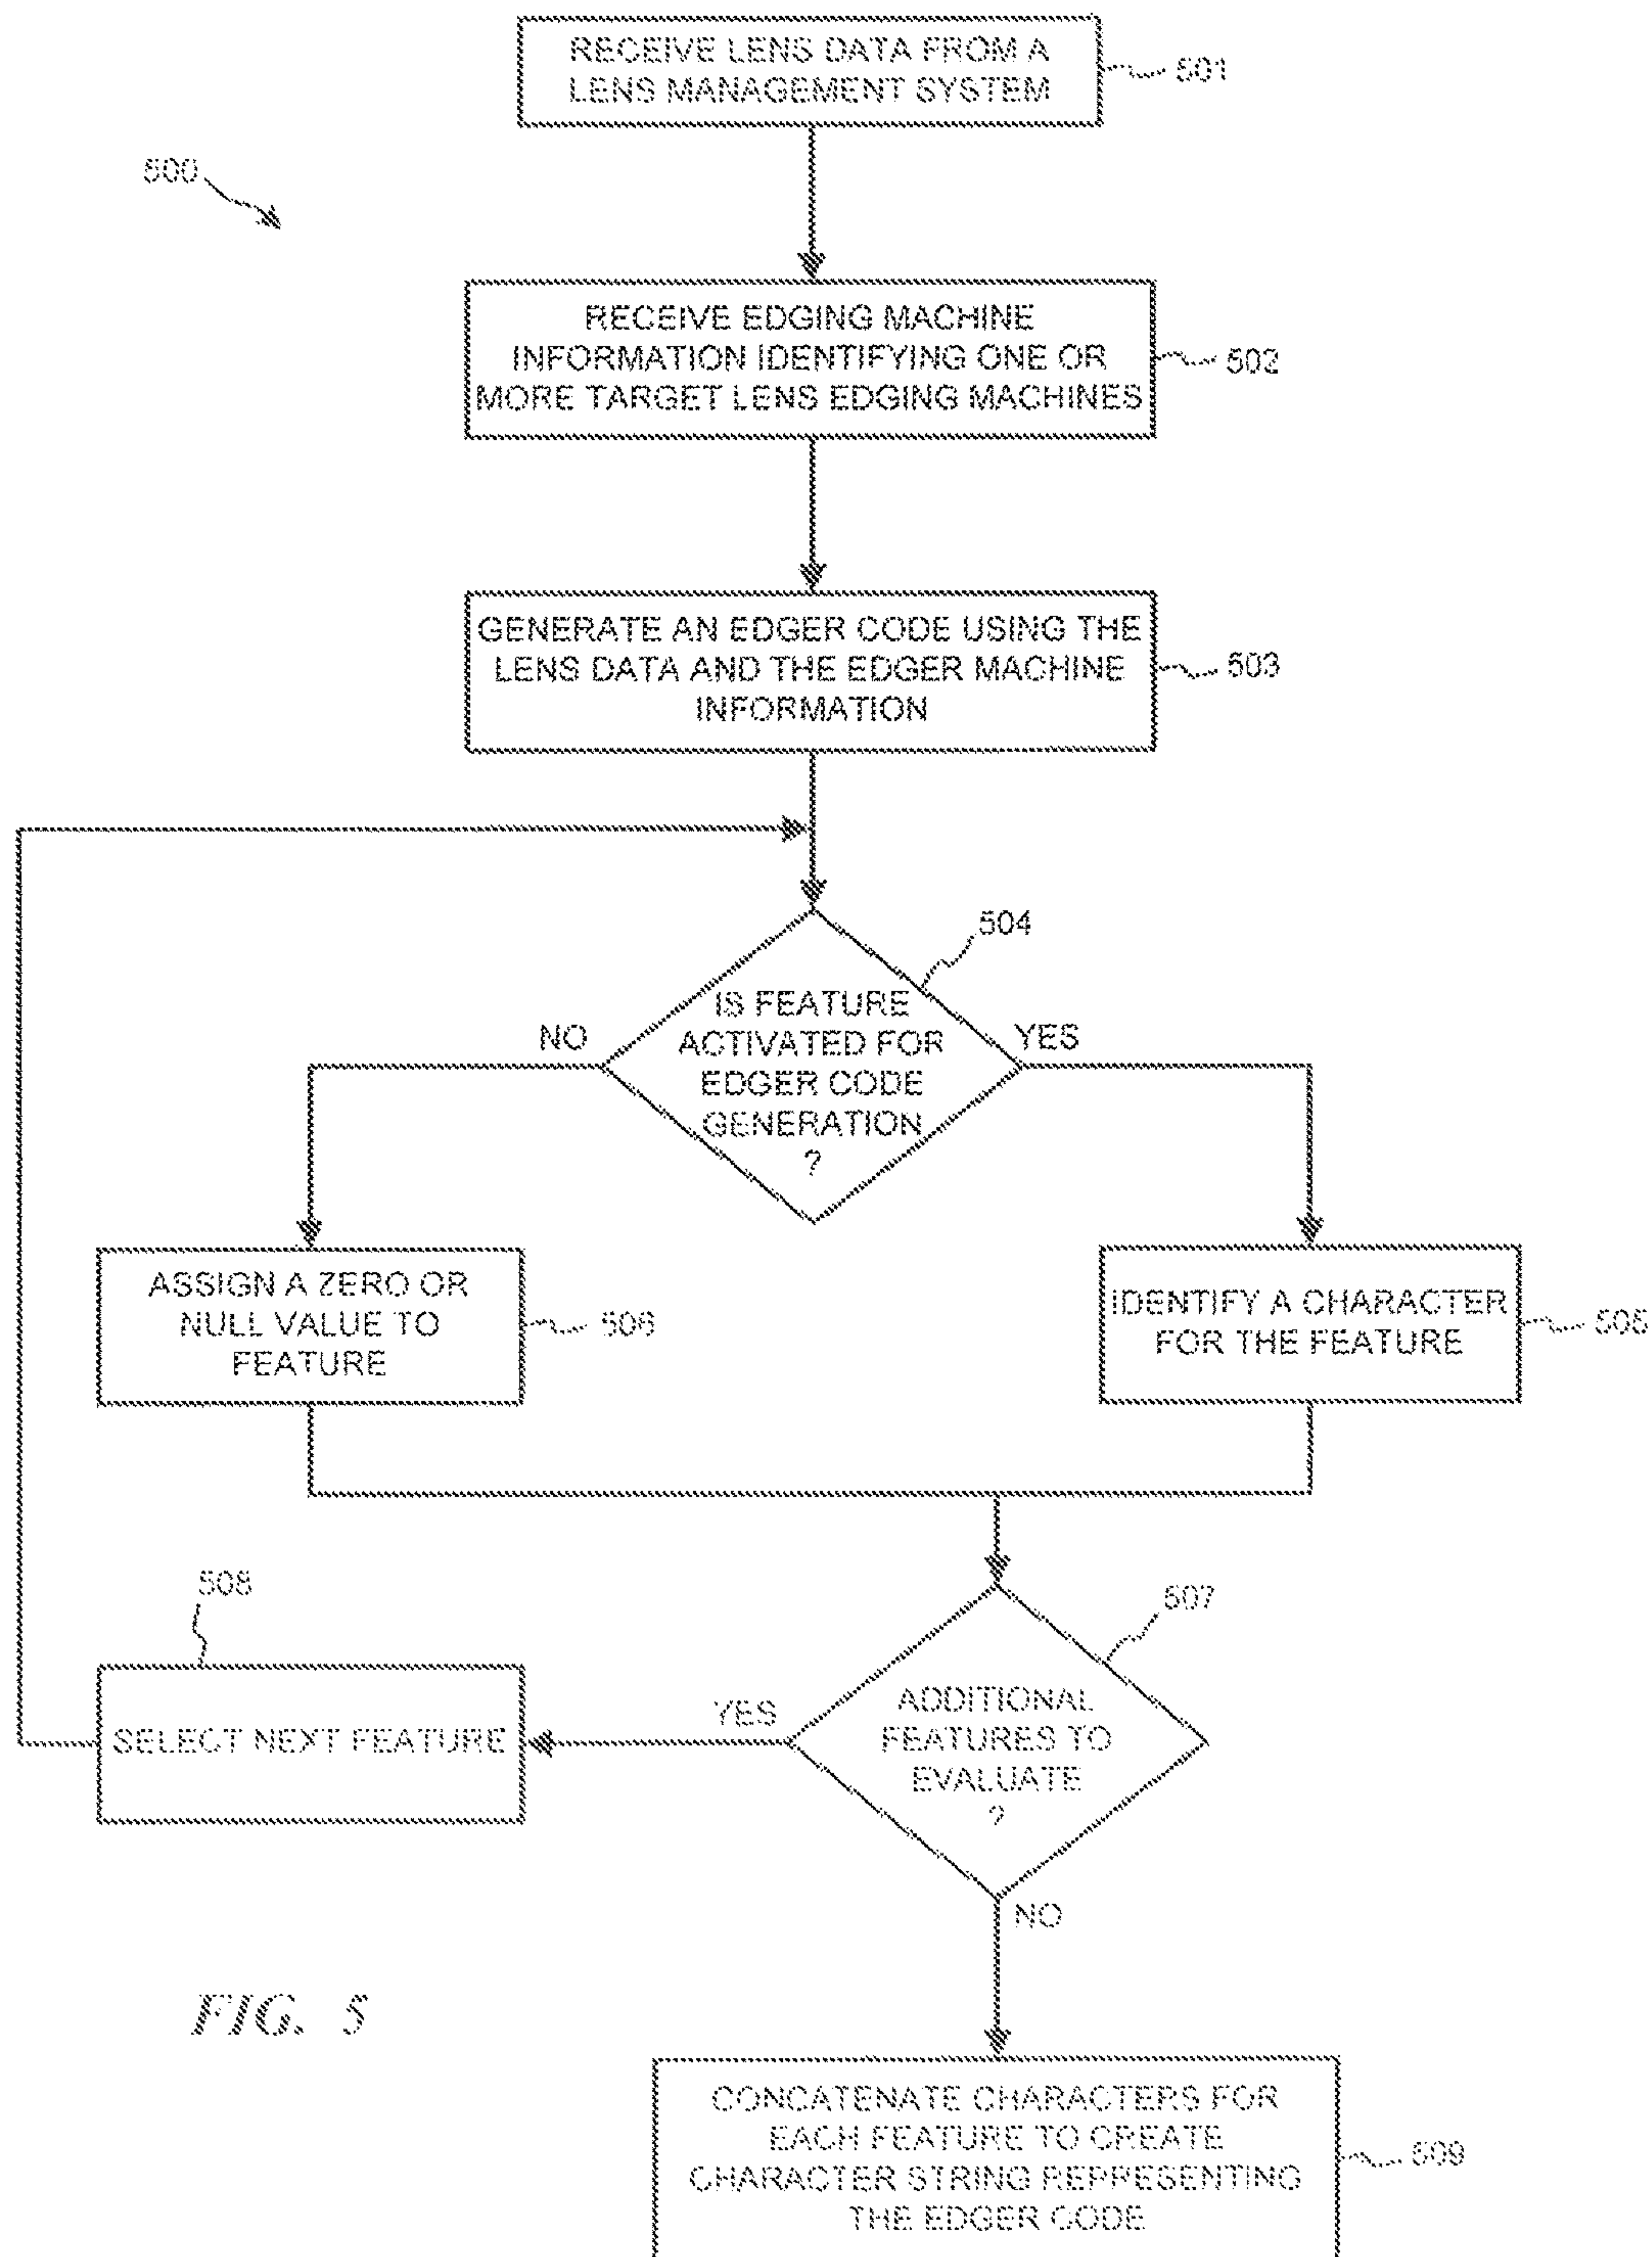 RECEIVE LENS DATA FROM A
LENS MANAGEMENT SYSTEM
501
500
RECEIVE EDGING MACHINE
INFORMATION IDENTIFYING ONE OR
MORE TARGET LENS EDGING MACHINES
502
GENERATE AN EDGER CODE USING THE
LENS DATA AND THE EDGER MACHINE
INFORMATION
503
504
IS FEATURE
ACTIVATED FOR
EDGER CODE
GENERATION
?
NO
YES
ASSIGN A ZERO OR
NULL VALUE TO
FEATURE
506
IDENTIFY A CHARACTER
FOR THE FEATURE
505
508
507
SELECT NEXT FEATURE
YES
ADDITIONAL
FEATURES TO
EVALUATE
?
NO
FIG. 5
CONCATENATE CHARACTERS FOR
EACH FEATURE TO CREATE
CHARACTER STRING REPRESENTING
THE EDGER CODE
509